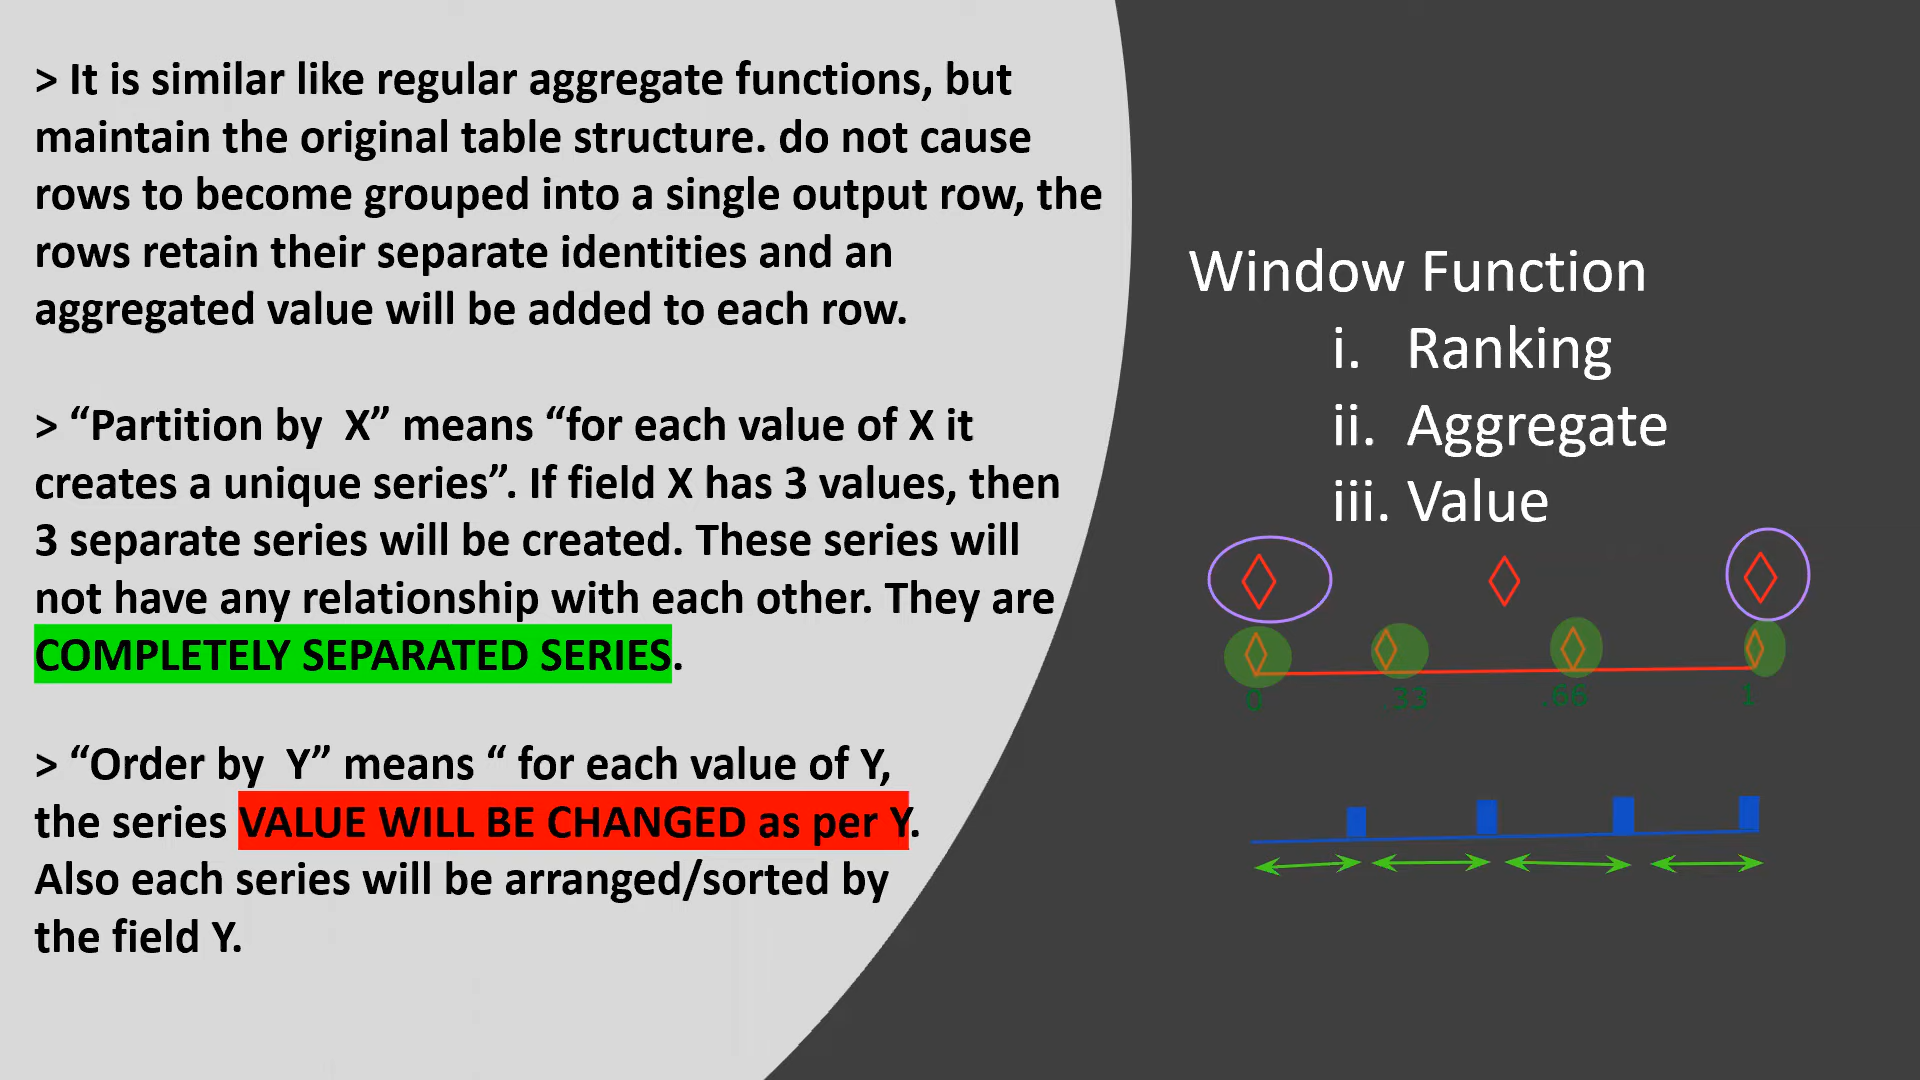 > It is similar like regular aggregate functions, but
maintain the original table structure. do not cause
rows to become grouped into a single output row, the
rows retain their separate identities and an
aggregated value will be added to each row.
> “Partition by  X” means “for each value of X it
creates a unique series”. If field X has 3 values, then
3 separate series will be created. These series will
not have any relationship with each other. They are
COMPLETELY SEPARATED SERIES.
> “Order by  Y” means “ for each value of Y,
the series VALUE WILL BE CHANGED as per Y.
Also each series will be arranged/sorted by
the field Y.
Window Function
i. Ranking
ii. Aggregate
iii. Value
0 .33 .66 1